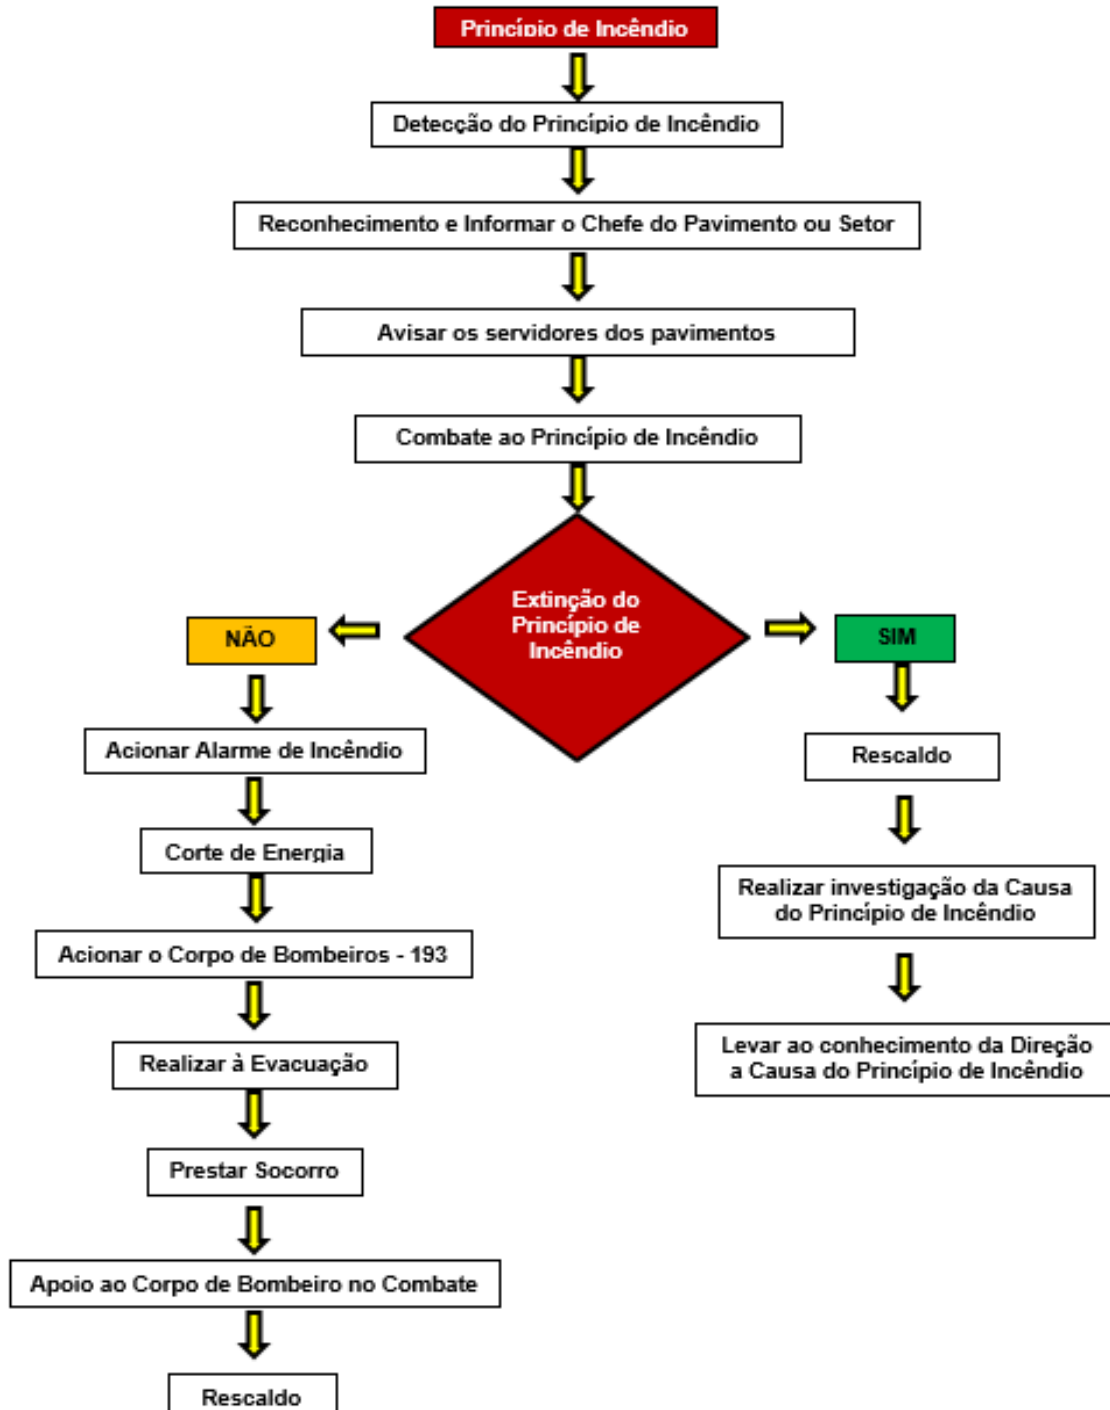 Princípio de Incêndio
Detecção do Princípio de Incêndio
Reconhecimento e Informar o Chefe do Pavimento ou Setor
Avisar os servidores dos pavimentos
Combate ao Princípio de Incêndio
Extinção do
Princípio de
Incêndio
NÃO
SIM
Acionar Alarme de Incêndio
Corte de Energia
Acionar o Corpo de Bombeiros - 193
Realizar à Evacuação
Prestar Socorro
Apoio ao Corpo de Bombeiro no Combate
Rescaldo
Rescaldo
Realizar investigação da Causa
do Princípio de Incêndio
Levar ao conhecimento da Direção
a Causa do Princípio de Incêndio